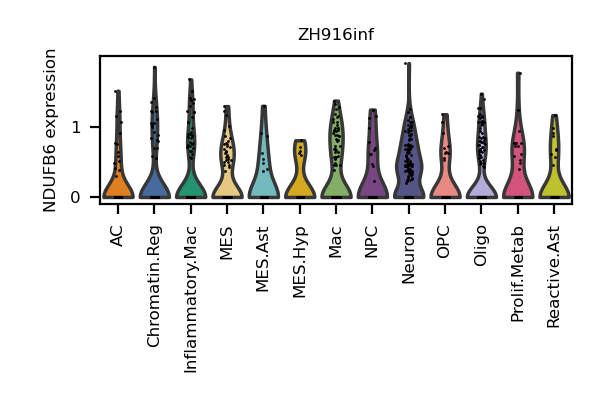 ZH916inf
NDUFB6 expression
1
0
AC
Chromatin.Reg
Inflammatory.Mac
MES
MES.Ast
MES.Hyp
Mac
NPC
Neuron
OPC
Oligo
Prolif.Metab
Reactive.Ast